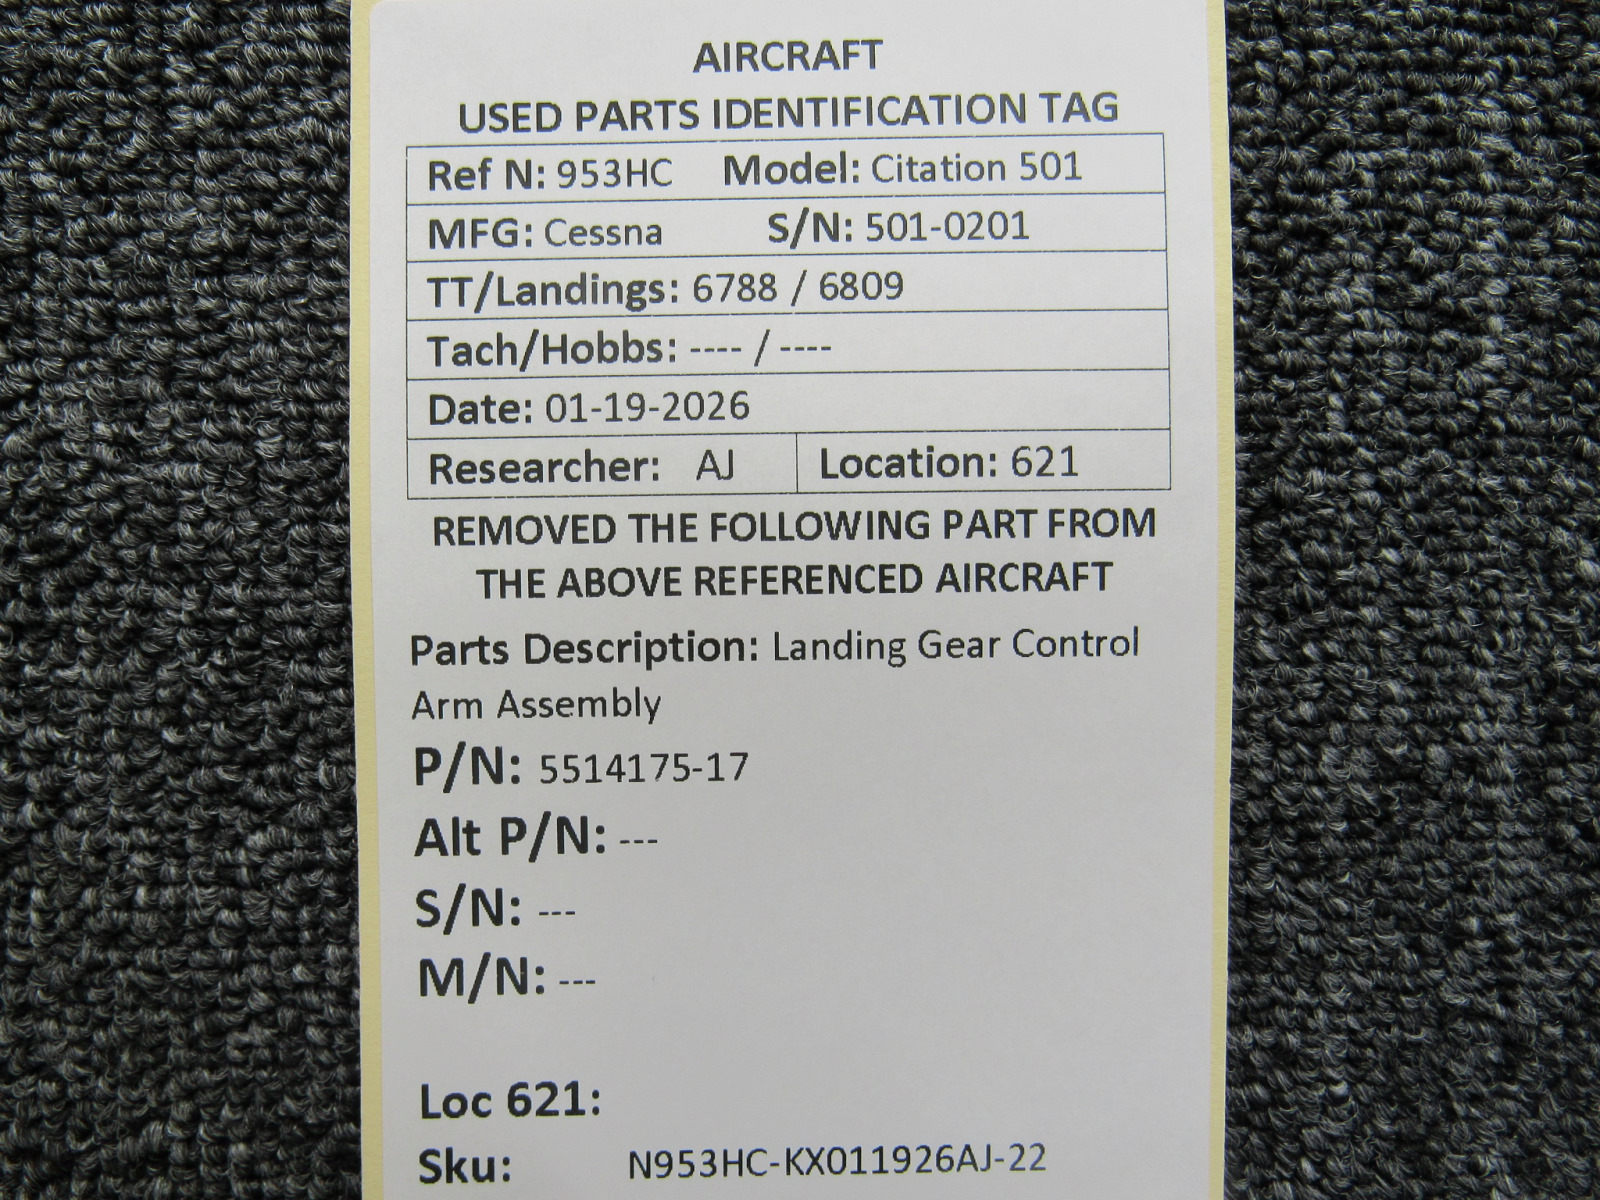 AIRCRAFT
USED PARTS IDENTIFICATION TAG
Ref N: 953HC Model: Citation 501
MFG: Cessna S/N: 501-0201
TT/Landings: 6788 / 6809
Tach/Hobbs: ---- / ----
Date: 01-19-2026
Researcher: AJ Location: 621
REMOVED THE FOLLOWING PART FROM
THE ABOVE REFERENCED AIRCRAFT
Parts Description: Landing Gear Control
Arm Assembly
P/N: 5514175-17
Alt P/N: ---
S/N: ---
M/N: ---
Loc 621:
Sku: N953HC-KX011926AJ-22